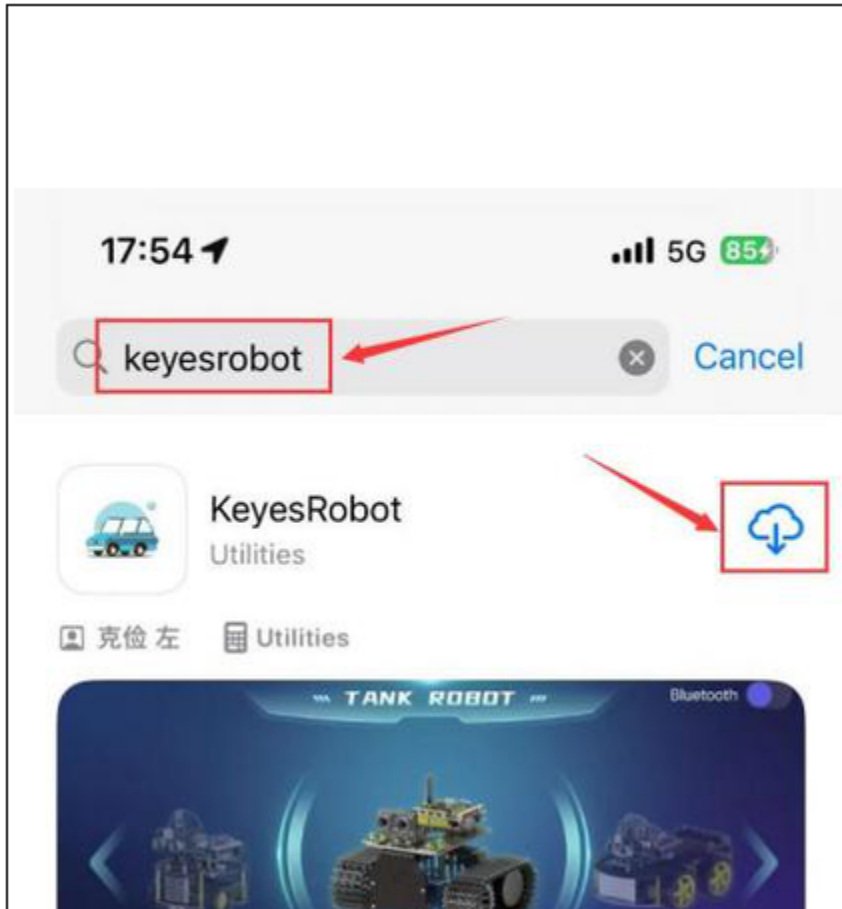 17:54 5G 85
keyesrobot Cancel
KeyesRobot
Utilities
克俭 左 Utilities
TANK ROBOT Bluetooth